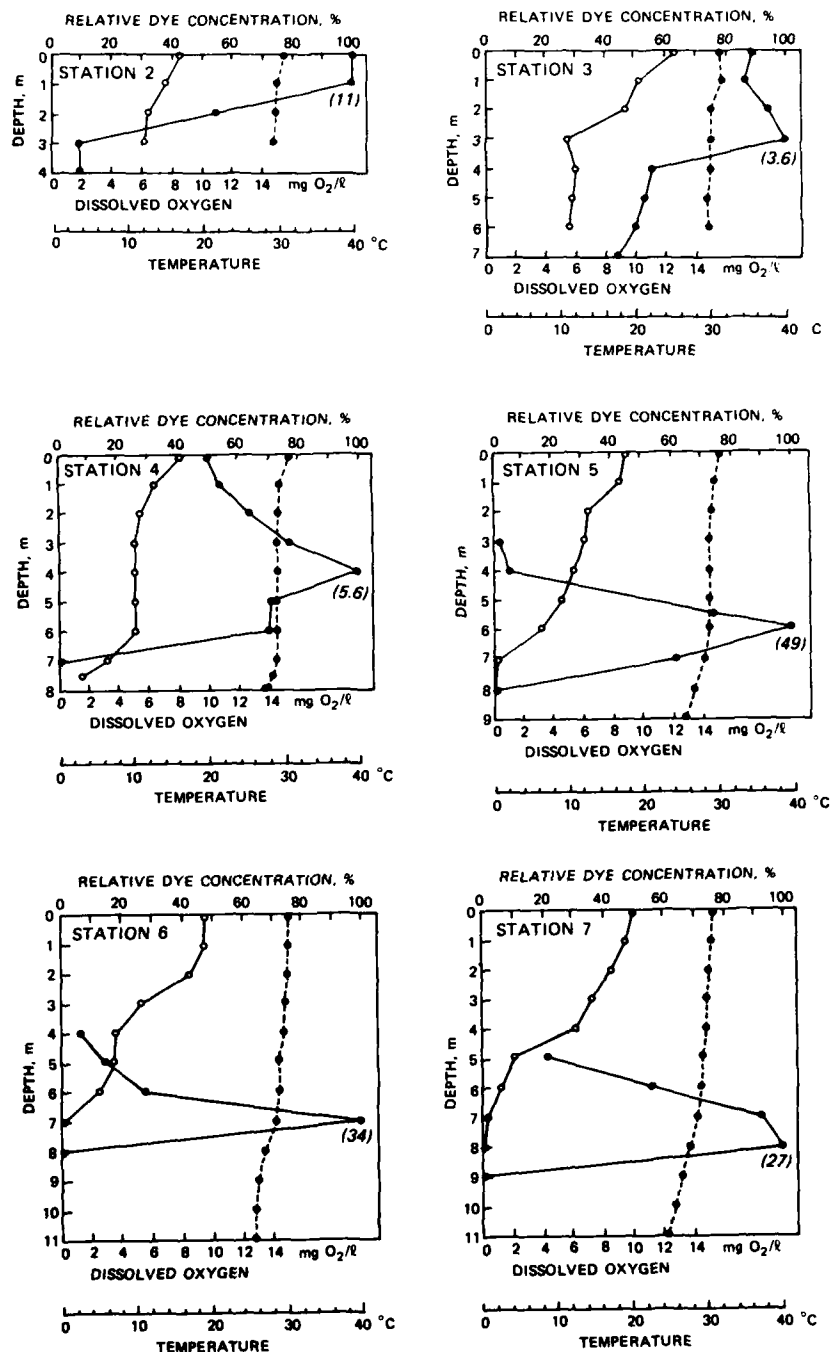 RELATIVE DYE CONCENTRATION, %
0 20 40 60 80 100
STATION 2
DEPTH, m
0
1
2
3
4
(11)
0 2 4 6 8 10 12 14 mg O₂/ℓ
DISSOLVED OXYGEN
0 10 20 30 40 °C
TEMPERATURE
RELATIVE DYE CONCENTRATION, %
0 20 40 60 80 100
STATION 3
DEPTH, m
0
1
2
3
4
5
6
7
(3.6)
0 2 4 6 8 10 12 14 mg O₂/ℓ
DISSOLVED OXYGEN
0 10 20 30 40 C
TEMPERATURE
RELATIVE DYE CONCENTRATION, %
0 20 40 60 80 100
STATION 4
DEPTH, m
0
1
2
3
4
5
6
7
8
(5.6)
0 2 4 6 8 10 12 14 mg O₂/ℓ
DISSOLVED OXYGEN
0 10 20 30 40 °C
TEMPERATURE
RELATIVE DYE CONCENTRATION, %
0 20 40 60 80 100
STATION 5
DEPTH, m
0
1
2
3
4
5
6
7
8
9
(49)
0 2 4 6 8 10 12 14 mg O₂/ℓ
DISSOLVED OXYGEN
0 10 20 30 40 °C
TEMPERATURE
RELATIVE DYE CONCENTRATION, %
0 20 40 60 80 100
STATION 6
DEPTH, m
0
1
2
3
4
5
6
7
8
9
10
11
(34)
0 2 4 6 8 10 12 14 mg O₂/ℓ
DISSOLVED OXYGEN
0 10 20 30 40 °C
TEMPERATURE
RELATIVE DYE CONCENTRATION, %
0 20 40 60 80 100
STATION 7
DEPTH, m
0
1
2
3
4
5
6
7
8
9
10
11
(27)
0 2 4 6 8 10 12 14 mg O₂/ℓ
DISSOLVED OXYGEN
0 10 20 30 40 °C
TEMPERATURE